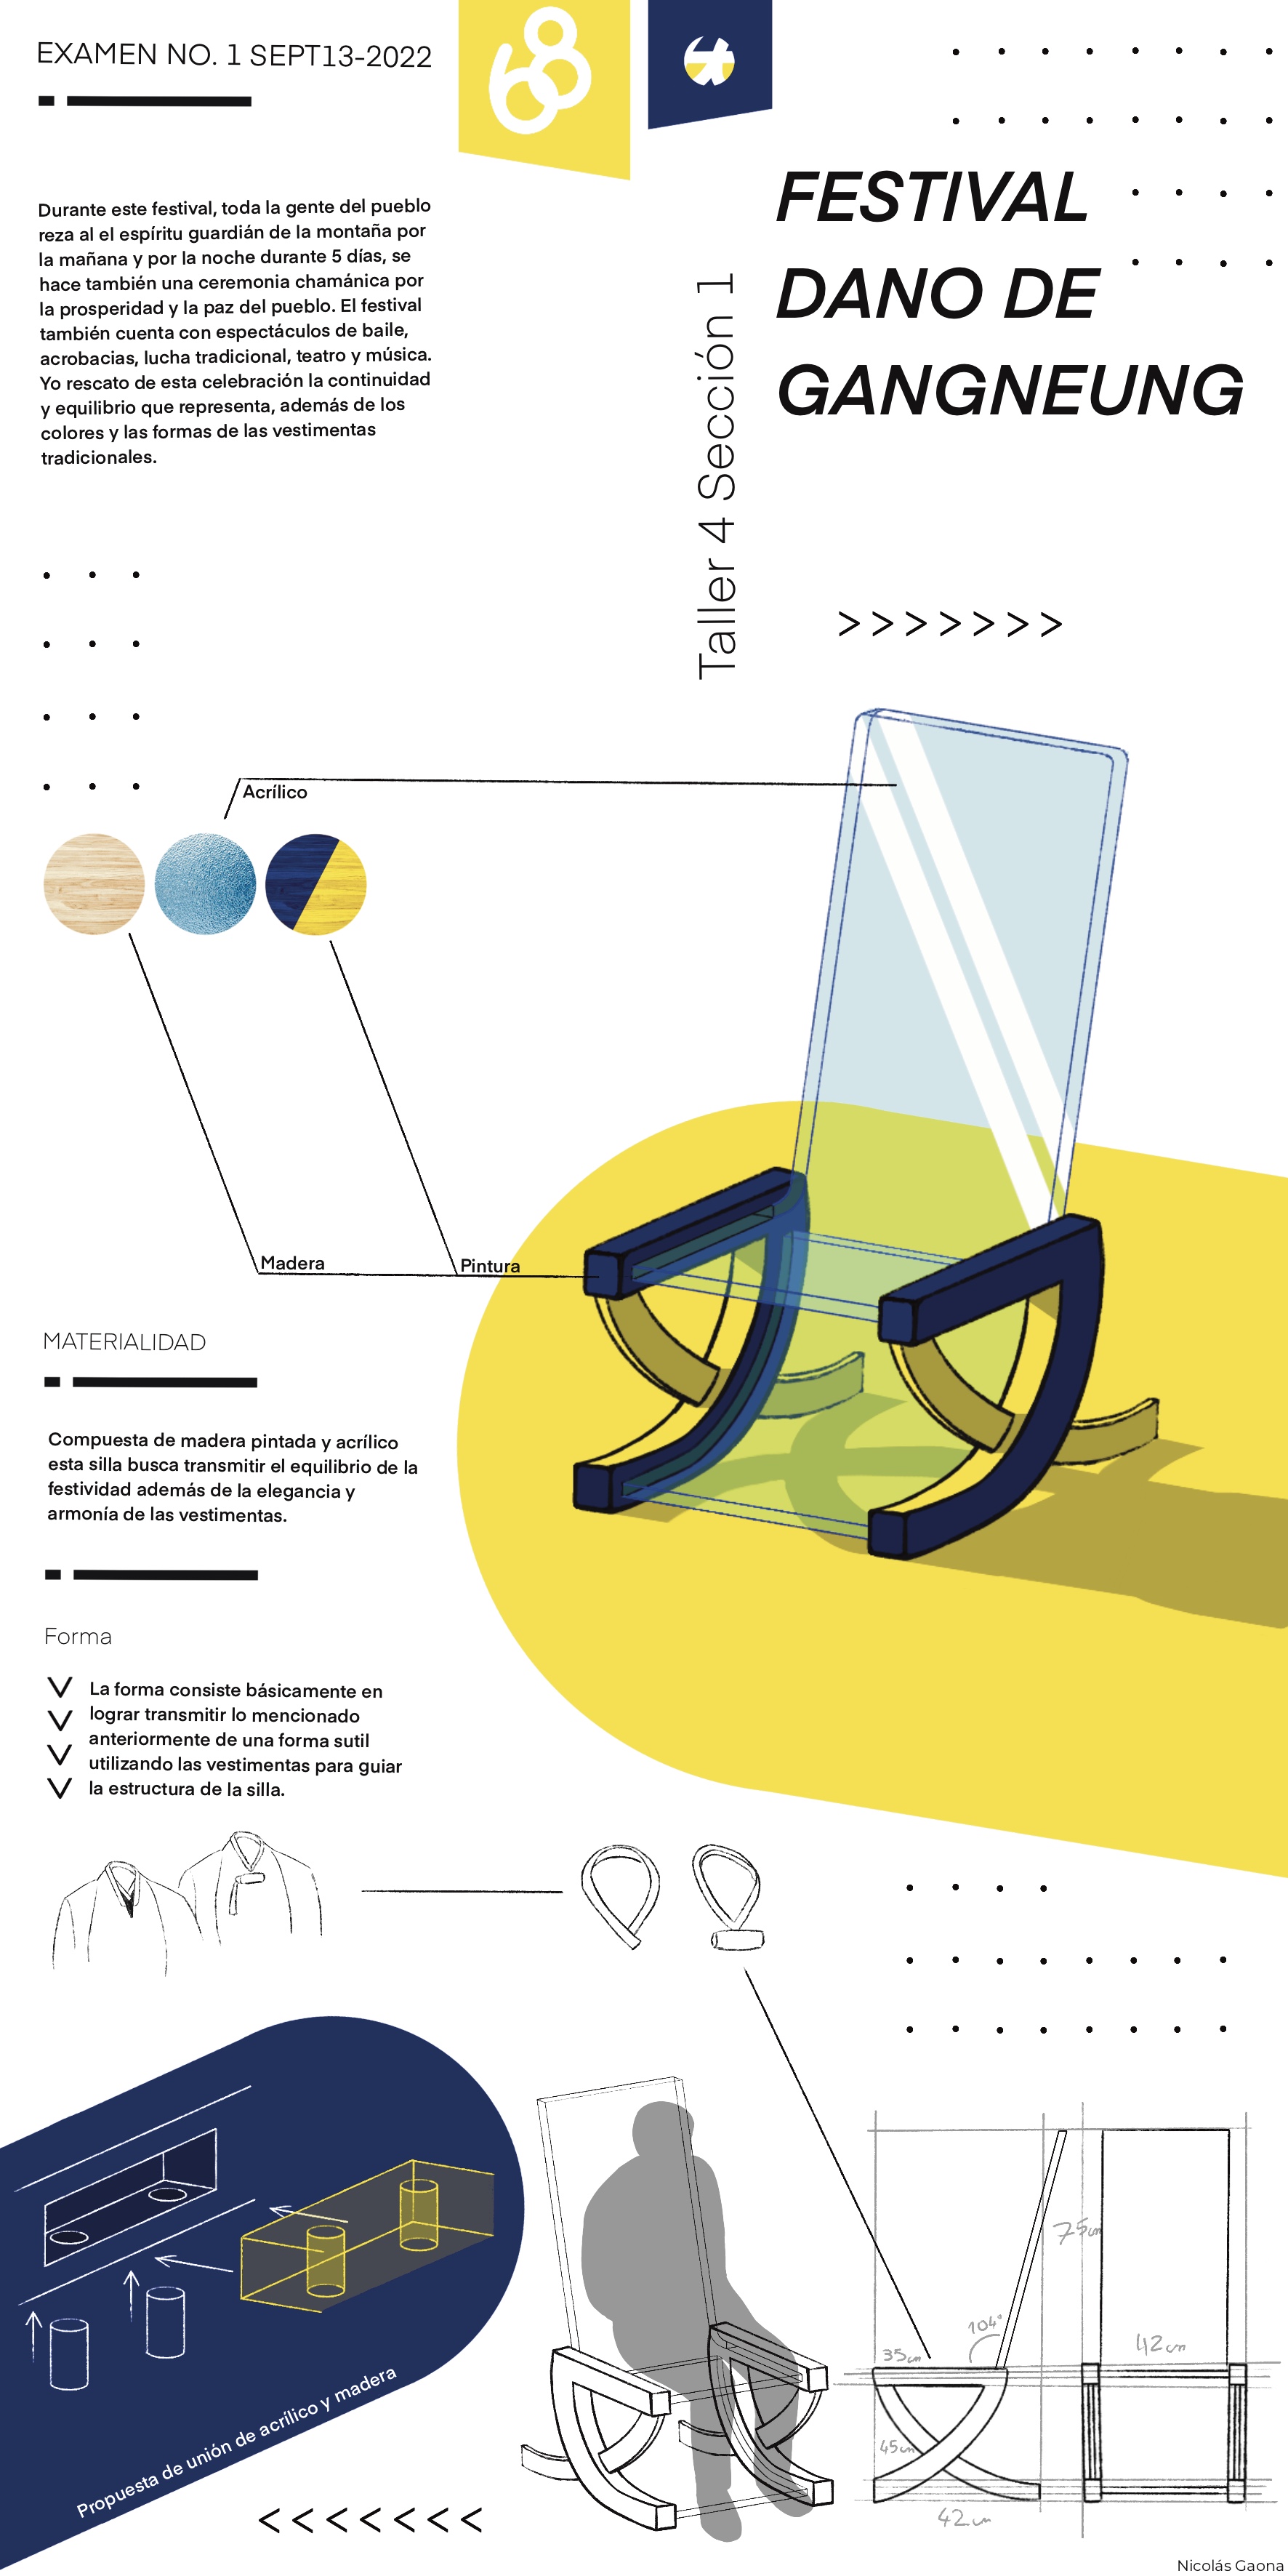 EXAMEN NO. 1 SEPT13-2022
68
Durante este festival, toda la gente del pueblo
reza al el espíritu guardián de la montaña por
la mañana y por la noche durante 5 días, se
hace también una ceremonia chamánica por
la prosperidad y la paz del pueblo. El festival
también cuenta con espectáculos de baile,
acrobacias, lucha tradicional, teatro y música.
Yo rescato de esta celebración la continuidad
y equilibrio que representa, además de los
colores y las formas de las vestimentas
tradicionales.
FESTIVAL
DANO DE
GANGNEUNG
Taller 4 Sección 1
>>>>>>>
Acrílico
Madera
Pintura
MATERIALIDAD
Compuesta de madera pintada y acrílico
esta silla busca transmitir el equilibrio de la
festividad además de la elegancia y
armonía de las vestimentas.
Forma
La forma consiste básicamente en
lograr transmitir lo mencionado
anteriormente de una forma sutil
utilizando las vestimentas para guiar
la estructura de la silla.
Propuesta de unión de acrílico y madera
<<<<<<<
75cm
104°
35cm
42cm
45cm
42cm
Nicolás Gaona